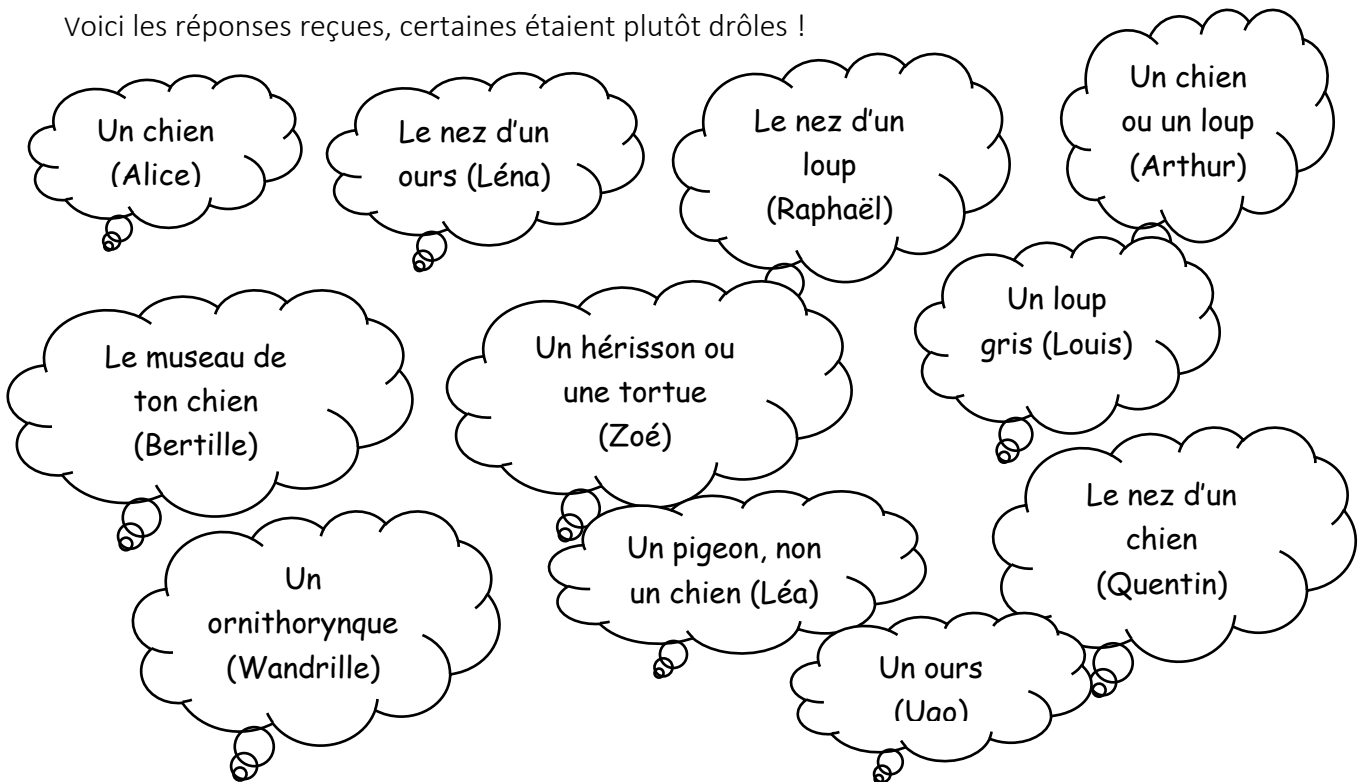 Voici les réponses reçues, certaines étaient plutôt drôles !
Un chien
(Alice)
Le nez d'un
ours (Léna)
Le nez d'un
loup
(Raphaël)
Un chien
ou un loup
(Arthur)
Le museau de
ton chien
(Bertille)
Un hérisson ou
une tortue
(Zoé)
Un loup
gris (Louis)
Un
ornithorynque
(Wandrille)
Un pigeon, non
un chien (Léa)
Le nez d'un
chien
(Quentin)
Un ours
(Ugo)